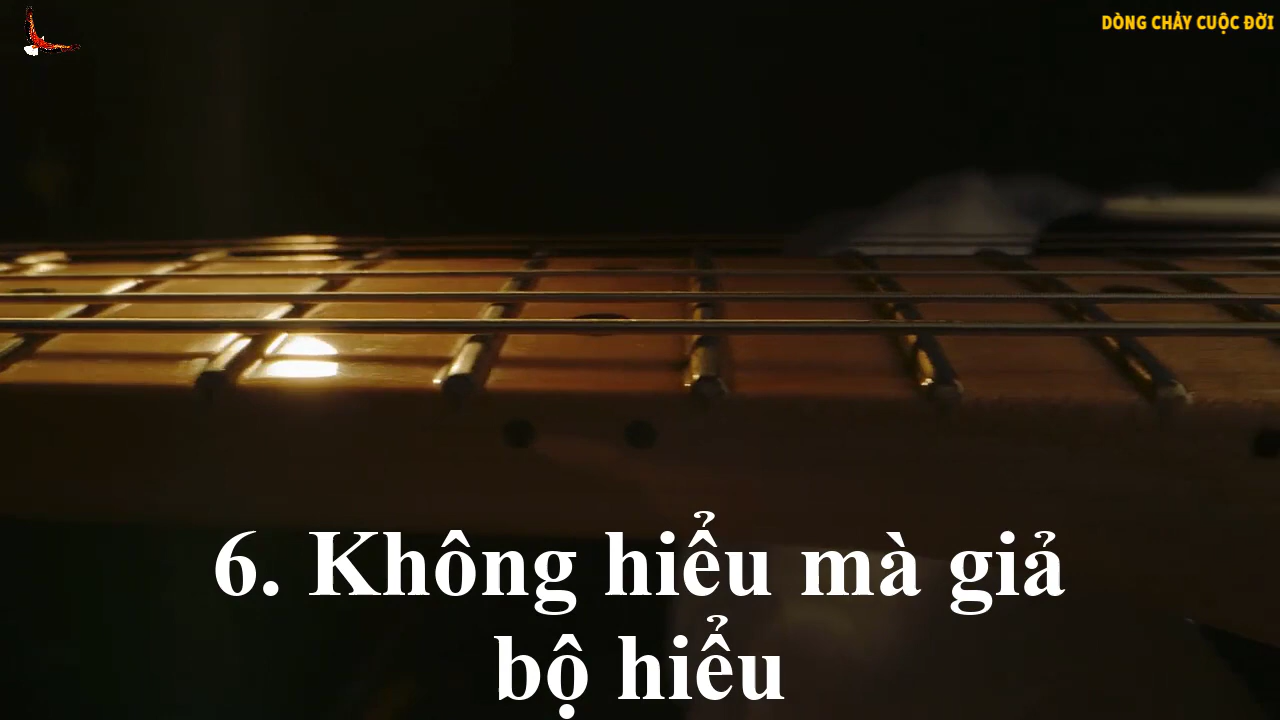 DÒNG CHẢY CUỘC ĐỜI
6. Không hiểu mà giả
bộ hiểu